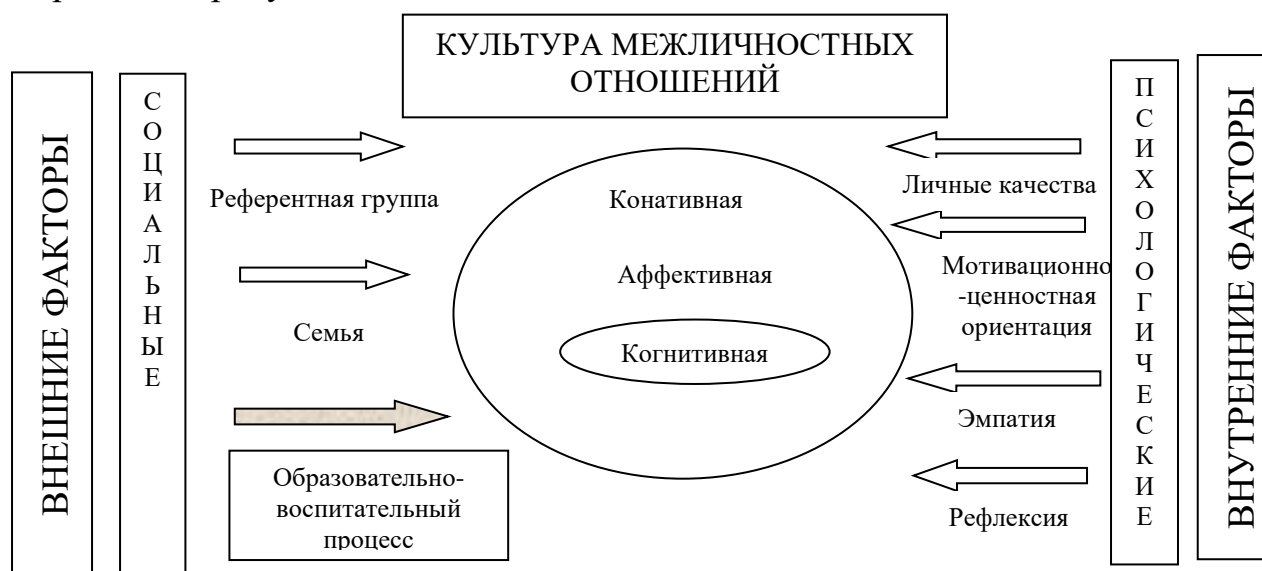 КУЛЬТУРА МЕЖЛИЧНОСТНЫХ
ОТНОШЕНИЙ
ВНЕШНИЕ ФАКТОРЫ
СОЦИАЛЬНЫЕ
Референтная группа
Семья
Образовательно-
воспитательный
процесс
Конативная
Аффективная
Когнитивная
Личные качества
Мотивационно
-ценностная
ориентация
Эмпатия
Рефлексия
ПСИХОЛОГИЧЕСКИЕ
ВНУТРЕННИЕ ФАКТОРЫ